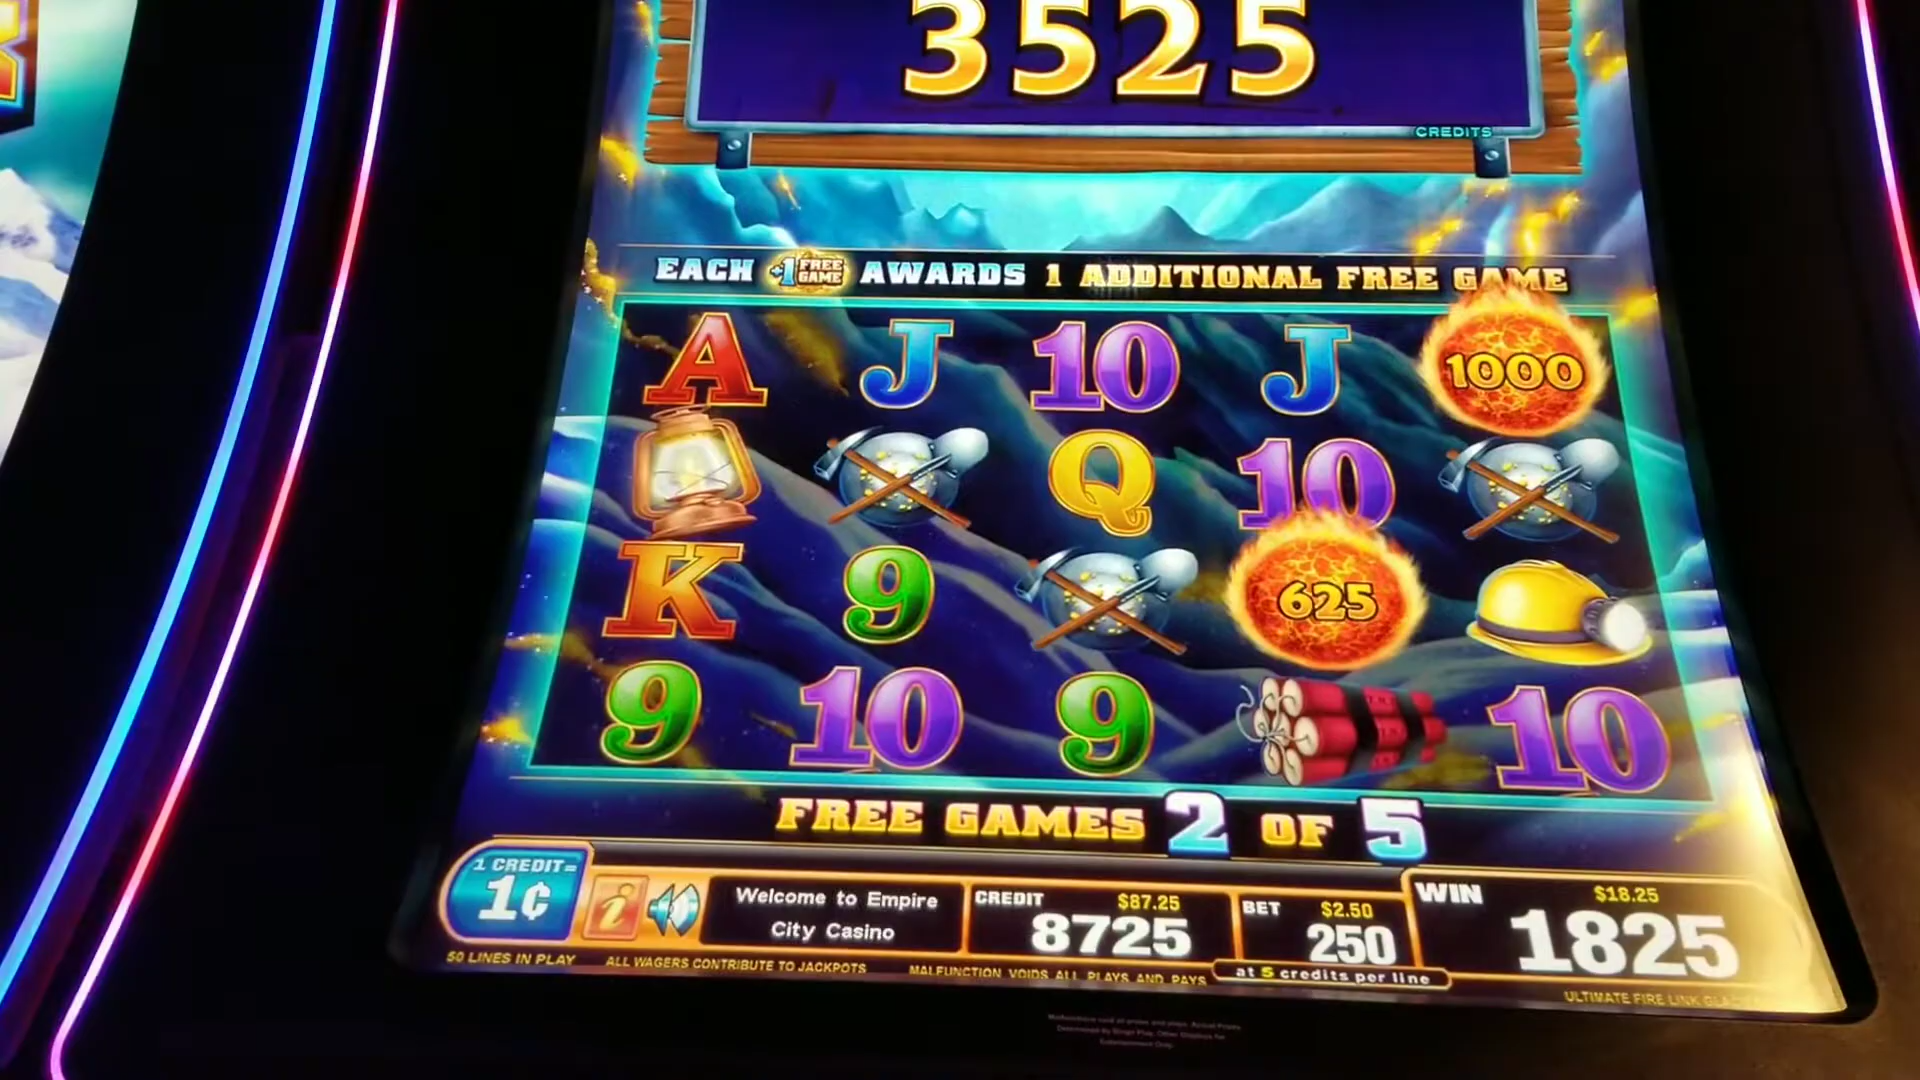 3525
CREDITS
EACH +1 FREE GAME AWARDS 1 ADDITIONAL FREE GAME
A J 10 J 1000
Q 10
K 9 625
9 10 9 10
FREE GAMES 2 OF 5
1 CREDIT=
1¢
Welcome to Empire
City Casino
CREDIT $87.25
8725
BET $2.50
250
WIN $18.25
1825
at 5 credits per line
50 LINES IN PLAY
ALL WAGERS CONTRIBUTE TO JACKPOTS
MALFUNCTION VOIDS ALL PLAYS AND PAYS
ULTIMATE FIRE LINK